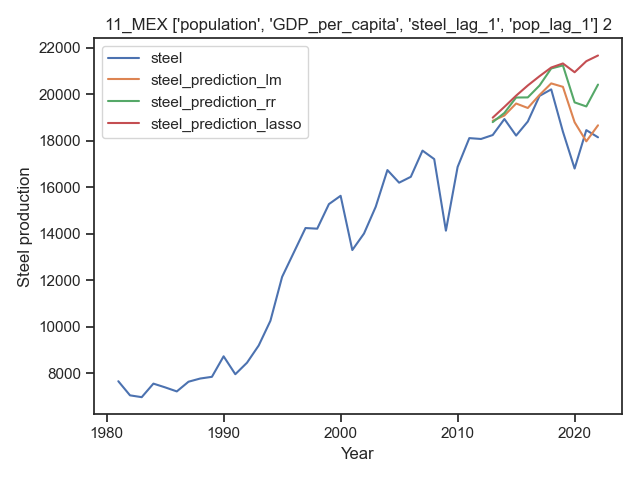 11_MEX ['population', 'GDP_per_capita', 'steel_lag_1', 'pop_lag_1'] 2
steel
steel_prediction_lm
steel_prediction_rr
steel_prediction_lasso
22000
20000
18000
16000
14000
12000
10000
8000
Steel production
1980
1990
2000
2010
2020
Year